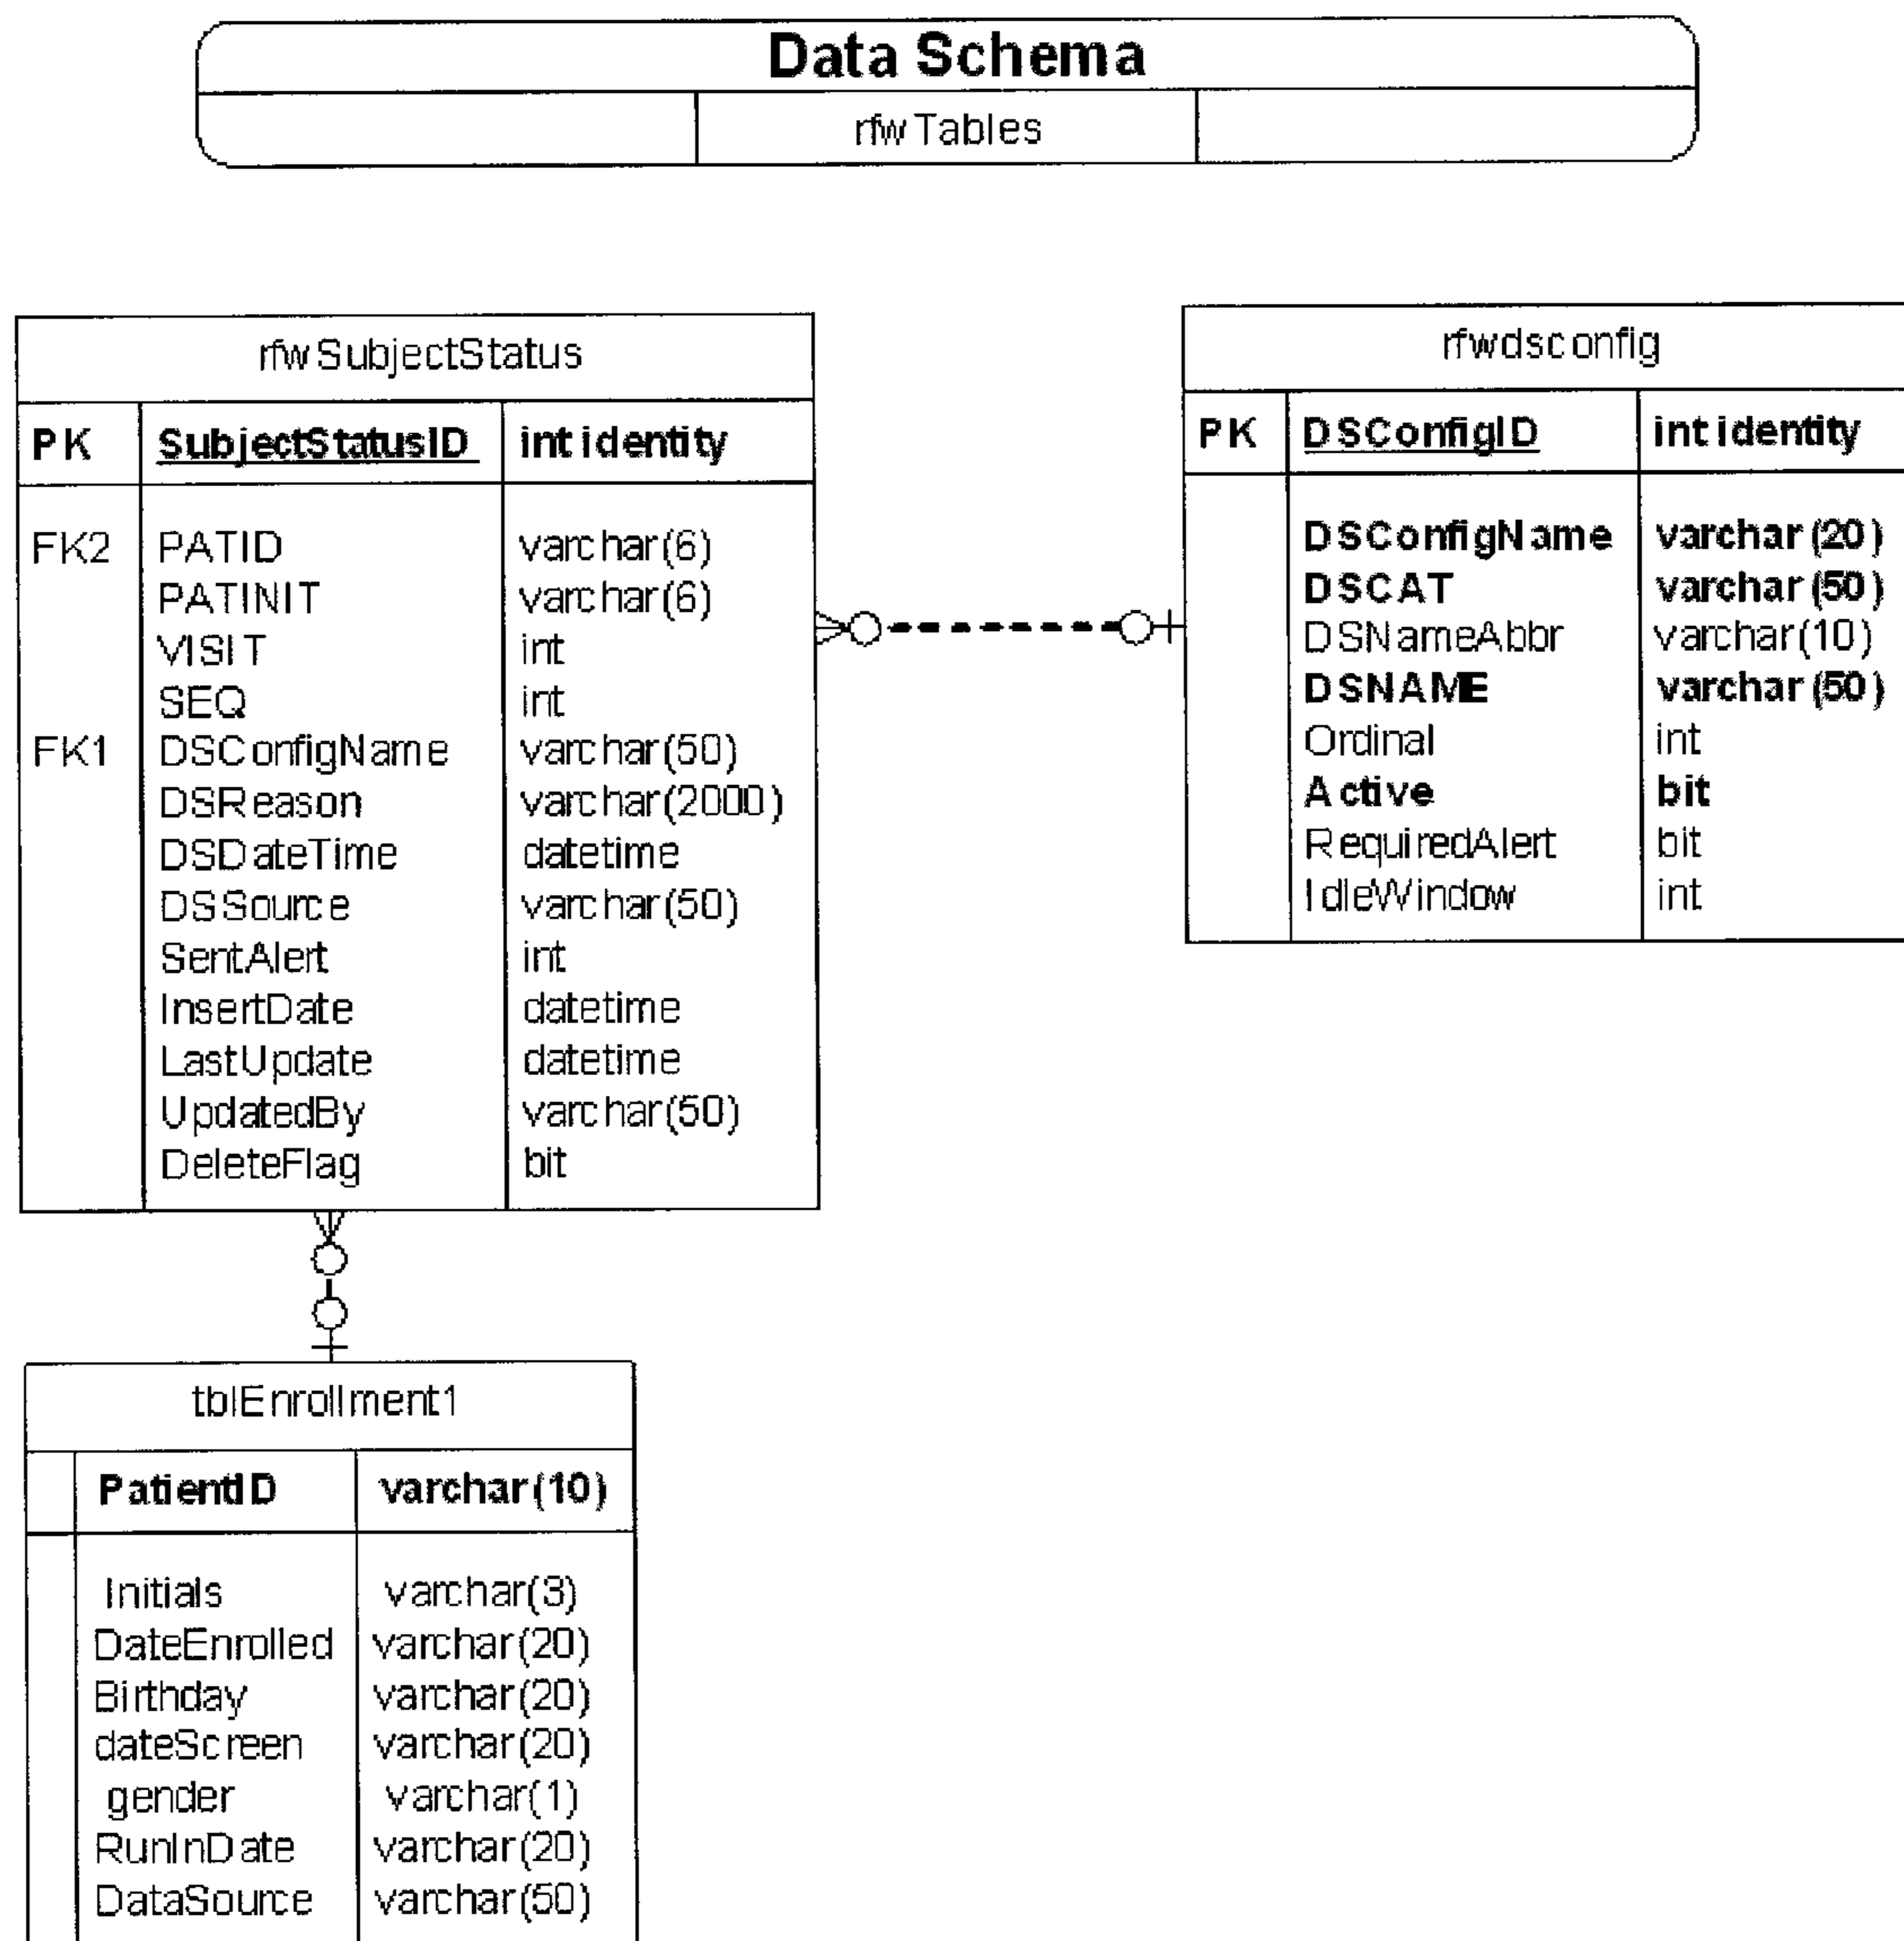 Data Schema
rfwTables
rfwSubjectStatus
PK SubjectStatusID int identity
FK2 PATID varchar(6)
PATINIT varchar(6)
VISIT int
SEQ int
FK1 DSConfigName varchar(50)
DSReason varchar(2000)
DSDateTime datetime
DSSource varchar(50)
SentAlert int
InsertDate datetime
LastUpdate datetime
UpdatedBy varchar(50)
DeleteFlag bit
rfwdsconfig
PK DSConfigID int identity
DSConfigName varchar(20)
DSCAT varchar(50)
DSNameAbbr varchar(10)
DSNAME varchar(50)
Ordinal int
Active bit
RequiredAlert bit
IdleWindow int
tblEnrollment1
PatientID varchar(10)
Initials varchar(3)
DateEnrolled varchar(20)
Birthday varchar(20)
dateScreen varchar(20)
gender varchar(1)
RunInDate varchar(20)
DataSource varchar(50)